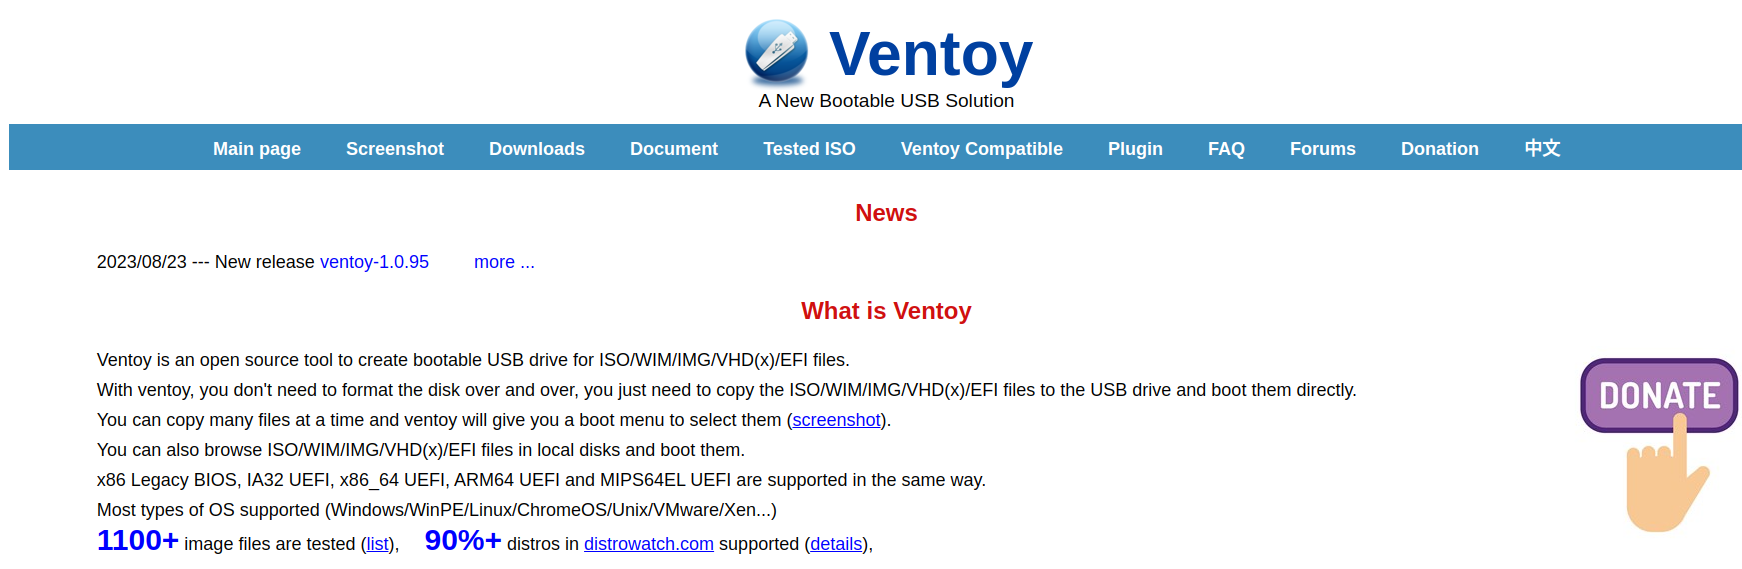 Ventoy
A New Bootable USB Solution
Main page Screenshot Downloads Document Tested ISO Ventoy Compatible Plugin FAQ Forums Donation 中文
News
2023/08/23 --- New release ventoy-1.0.95 more ...
What is Ventoy
Ventoy is an open source tool to create bootable USB drive for ISO/WIM/IMG/VHD(x)/EFI files.
With ventoy, you don't need to format the disk over and over, you just need to copy the ISO/WIM/IMG/VHD(x)/EFI files to the USB drive and boot them directly.
You can copy many files at a time and ventoy will give you a boot menu to select them (screenshot).
You can also browse ISO/WIM/IMG/VHD(x)/EFI files in local disks and boot them.
x86 Legacy BIOS, IA32 UEFI, x86_64 UEFI, ARM64 UEFI and MIPS64EL UEFI are supported in the same way.
Most types of OS supported (Windows/WinPE/Linux/ChromeOS/Unix/VMware/Xen...)
1100+ image files are tested (list), 90%+ distros in distrowatch.com supported (details),
DONATE